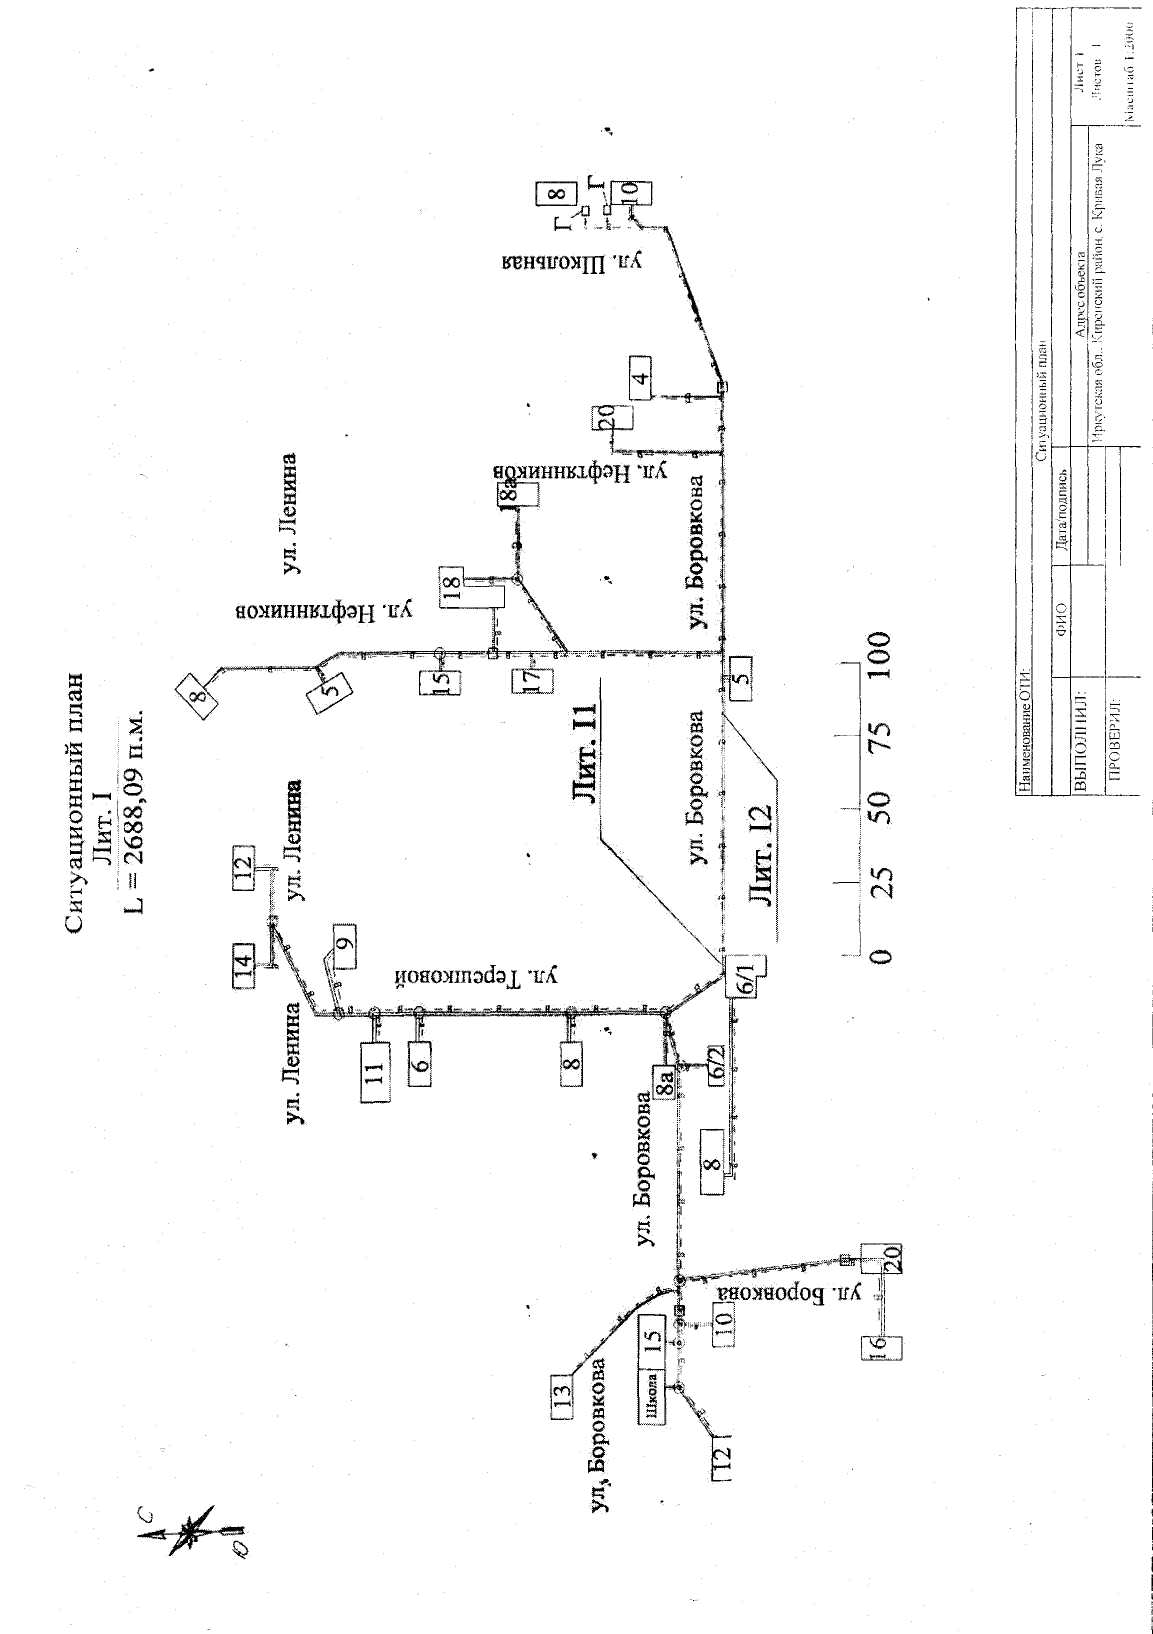 Ситуационный план
Лит. I
L = 2688,09 п.м.
ул. Ленина
ул. Ленина
ул. Ленина
ул. Нефтянников
ул. Нефтянников
ул. Терешковой
ул. Школьная
ул. Боровкова
ул. Боровкова
ул. Боровкова
ул. Боровкова
ул. Боровкова
Лит. I1
Лит. I2
14
12
9
11
6
8
8а
6/2
6/1
8
8
5
15
17
18
18а
5
20
4
8
Г
Г
10
13
Школа
15
10
12
16
20
0 25 50 75 100
С
Наименование ОТИ:
Ситуационный план
ФИО
Дата/подпись
Адрес объекта
Лист 1
Листов 1
ВЫПОЛНИЛ:
Иркутская обл., Киренский район, с. Кривая Лука
ПРОВЕРИЛ:
Масштаб 1:2000